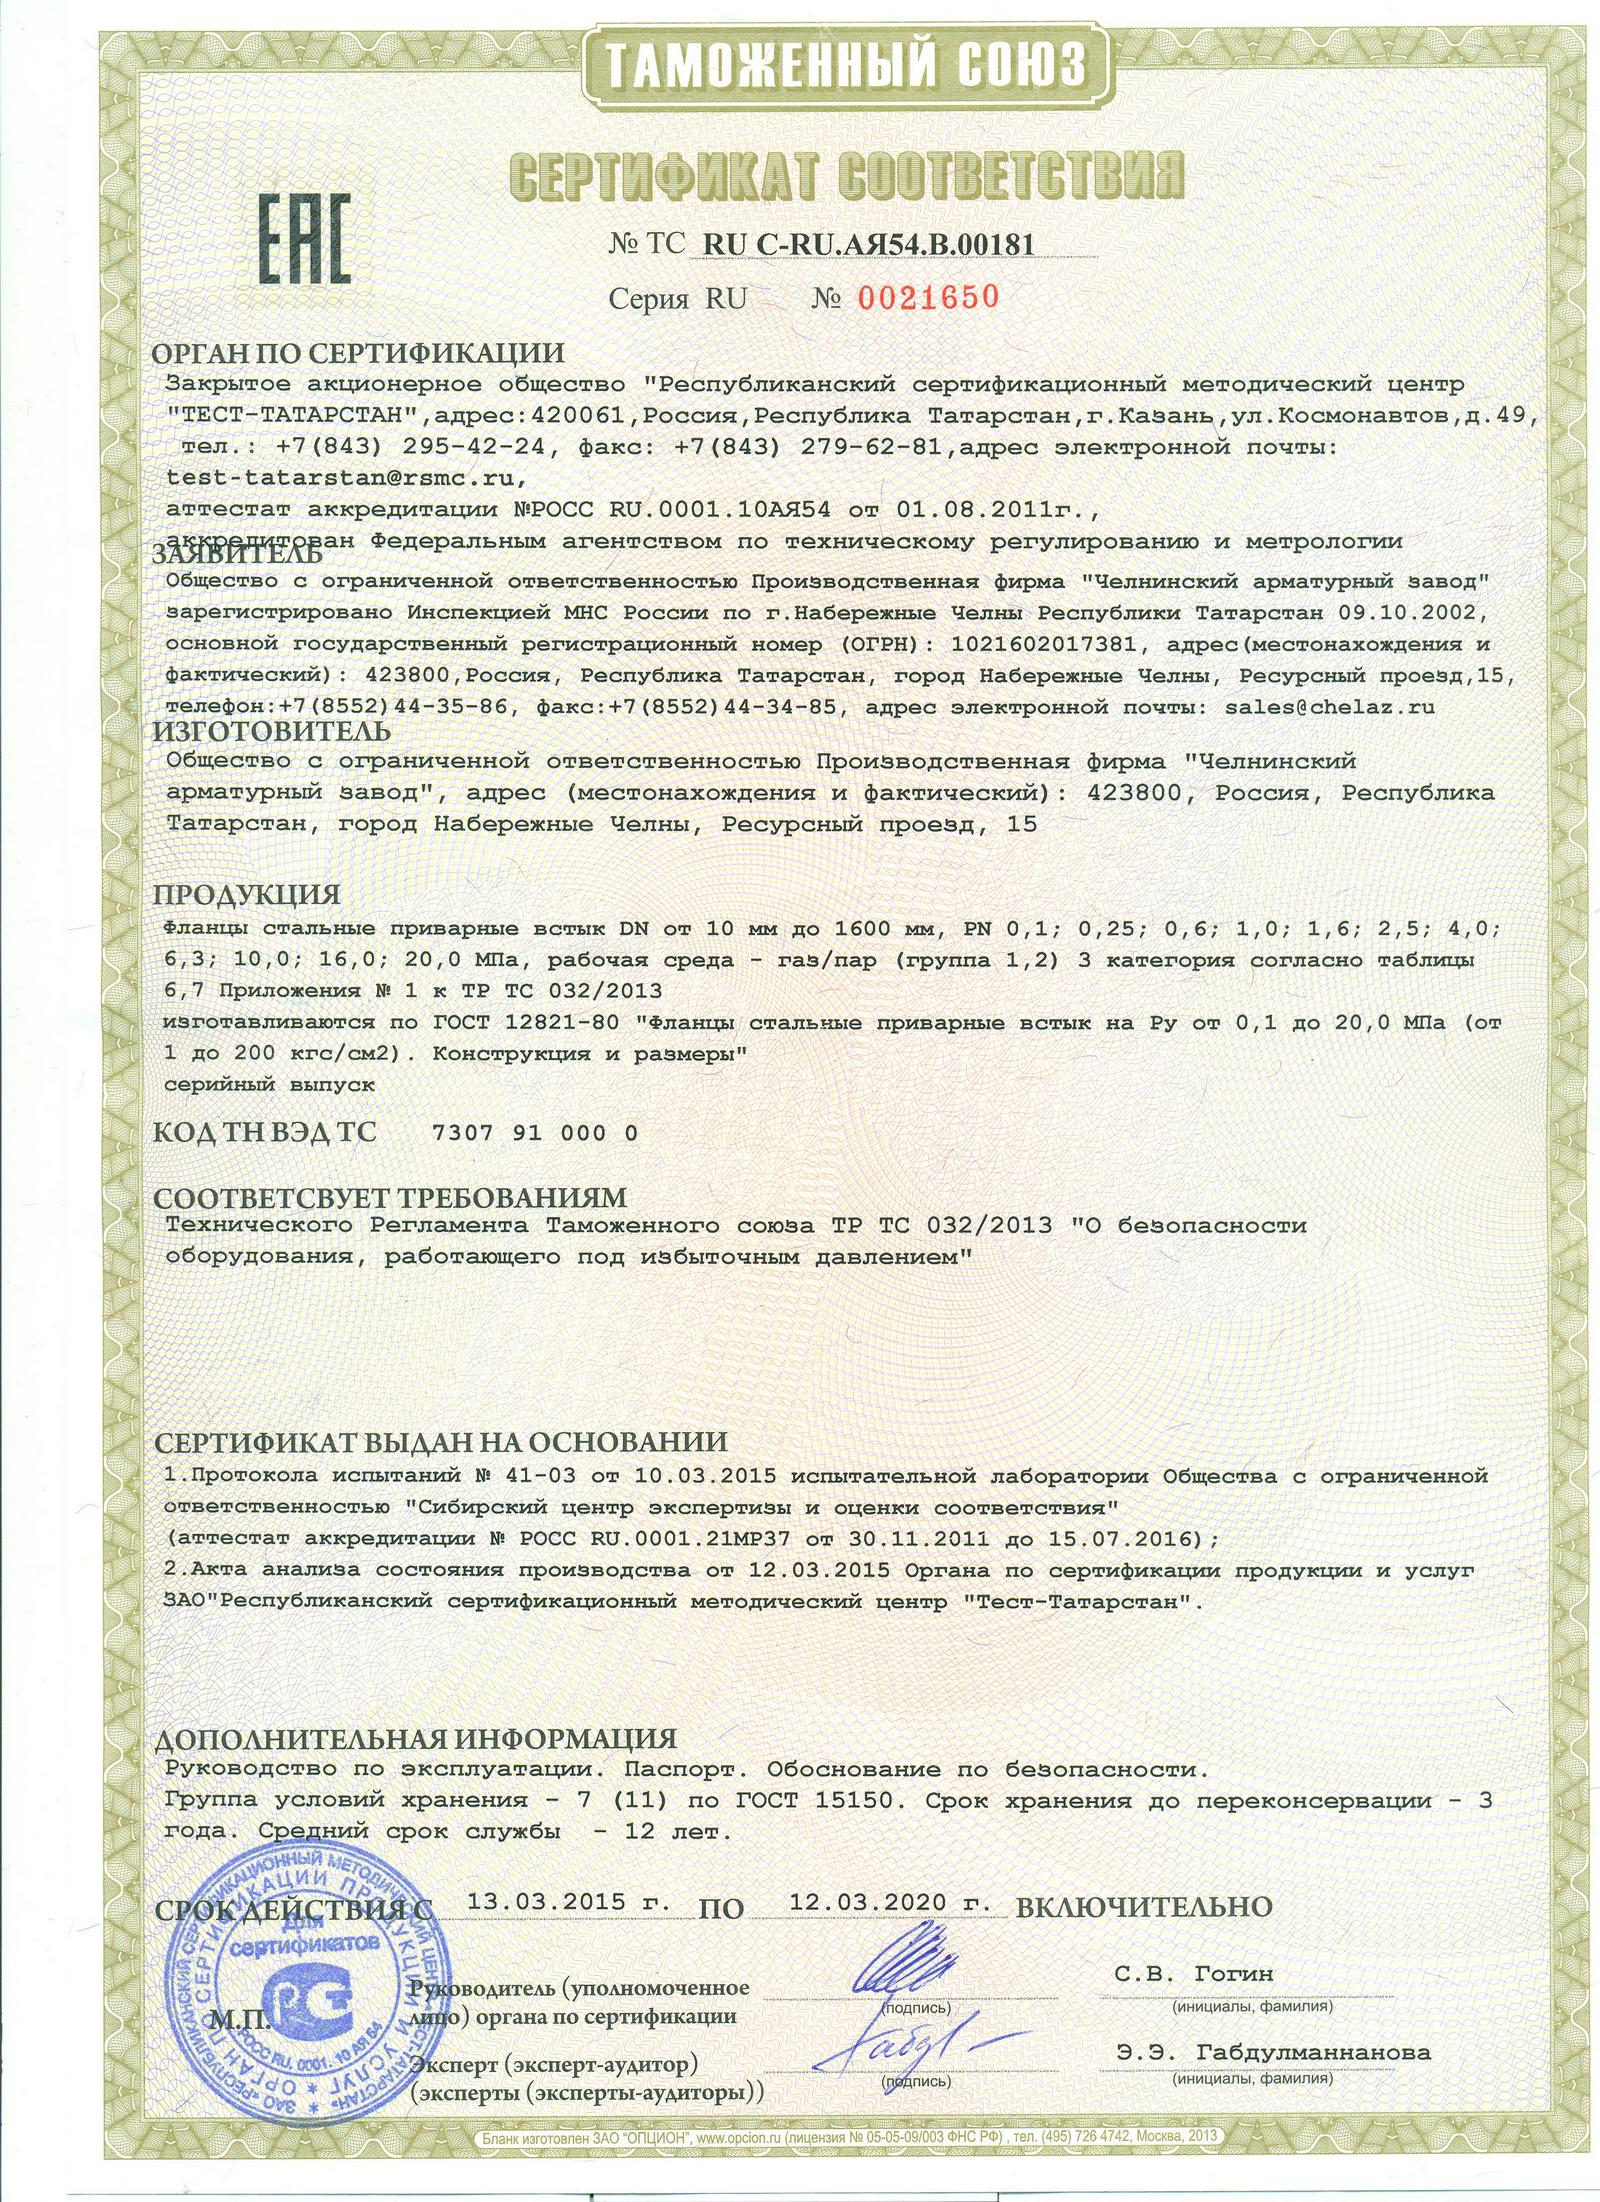 ТАМОЖЕННЫЙ СОЮЗ
СЕРТИФИКАТ СООТВЕТСТВИЯ
ЕАС
№ ТС RU C-RU.АЯ54.В.00181
Серия RU № 0021650
ОРГАН ПО СЕРТИФИКАЦИИ
Закрытое акционерное общество "Республиканский сертификационный методический центр
"ТЕСТ-ТАТАРСТАН",адрес:420061,Россия,Республика Татарстан,г.Казань,ул.Космонавтов,д.49,
тел.: +7(843) 295-42-24, факс: +7(843) 279-62-81,адрес электронной почты:
test-tatarstan@rsmc.ru,
аттестат аккредитации №РОСС RU.0001.10АЯ54 от 01.08.2011г.,
аккредитован Федеральным агентством по техническому регулированию и метрологии
ЗАЯВИТЕЛЬ
Общество с ограниченной ответственностью Производственная фирма "Челнинский арматурный завод"
зарегистрировано Инспекцией МНС России по г.Набережные Челны Республики Татарстан 09.10.2002,
основной государственный регистрационный номер (ОГРН): 1021602017381, адрес(местонахождения и
фактический): 423800,Россия, Республика Татарстан, город Набережные Челны, Ресурсный проезд,15,
телефон:+7(8552)44-35-86, факс:+7(8552)44-34-85, адрес электронной почты: sales@chelaz.ru
ИЗГОТОВИТЕЛЬ
Общество с ограниченной ответственностью Производственная фирма "Челнинский
арматурный завод", адрес (местонахождения и фактический): 423800, Россия, Республика
Татарстан, город Набережные Челны, Ресурсный проезд, 15
ПРОДУКЦИЯ
Фланцы стальные приварные встык DN от 10 мм до 1600 мм, PN 0,1; 0,25; 0,6; 1,0; 1,6; 2,5; 4,0;
6,3; 10,0; 16,0; 20,0 МПа, рабочая среда - газ/пар (группа 1,2) 3 категория согласно таблицы
6,7 Приложения № 1 к ТР ТС 032/2013
изготавливаются по ГОСТ 12821-80 "Фланцы стальные приварные встык на Ру от 0,1 до 20,0 МПа (от
1 до 200 кгс/см2). Конструкция и размеры"
серийный выпуск
КОД ТН ВЭД ТС 7307 91 000 0
СООТВЕТСВУЕТ ТРЕБОВАНИЯМ
Технического Регламента Таможенного союза ТР ТС 032/2013 "О безопасности
оборудования, работающего под избыточным давлением"
СЕРТИФИКАТ ВЫДАН НА ОСНОВАНИИ
1.Протокола испытаний № 41-03 от 10.03.2015 испытательной лаборатории Общества с ограниченной
ответственностью "Сибирский центр экспертизы и оценки соответствия"
(аттестат аккредитации № РОСС RU.0001.21МР37 от 30.11.2011 до 15.07.2016);
2.Акта анализа состояния производства от 12.03.2015 Органа по сертификации продукции и услуг
ЗАО"Республиканский сертификационный методический центр "Тест-Татарстан".
ДОПОЛНИТЕЛЬНАЯ ИНФОРМАЦИЯ
Руководство по эксплуатации. Паспорт. Обоснование по безопасности.
Группа условий хранения - 7 (11) по ГОСТ 15150. Срок хранения до переконсервации - 3
года. Средний срок службы - 12 лет.
СРОК ДЕЙСТВИЯ С 13.03.2015 г. ПО 12.03.2020 г. ВКЛЮЧИТЕЛЬНО
ЗАО "РЕСПУБЛИКАНСКИЙ СЕРТИФИКАЦИОННЫЙ МЕТОДИЧЕСКИЙ ЦЕНТР "ТЕСТ-ТАТАРСТАН"
ОРГАН ПО СЕРТИФИКАЦИИ ПРОДУКЦИИ И УСЛУГ
Для
сертификатов
РОСС RU. 0001. 10 АЯ 54
М.П.
Руководитель (уполномоченное
лицо) органа по сертификации
(подпись)
С.В. Гогин
(инициалы, фамилия)
Эксперт (эксперт-аудитор)
(эксперты (эксперты-аудиторы))
(подпись)
Э.Э. Габдулманнанова
(инициалы, фамилия)
Бланк изготовлен ЗАО "ОПЦИОН", www.opcion.ru (лицензия № 05-05-09/003 ФНС РФ) , тел. (495) 726 4742, Москва, 2013